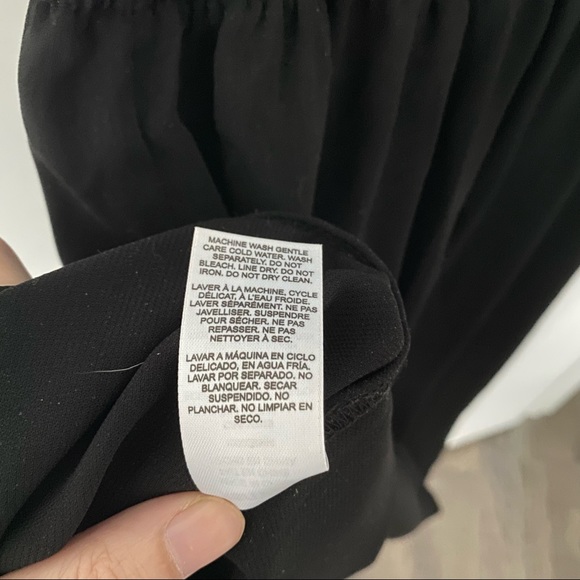 MACHINE WASH GENTLE
CARE COLD WATER. WASH
SEPARATELY. DO NOT
BLEACH. LINE DRY. DO NOT
IRON. DO NOT DRY CLEAN.
LAVER À LA MACHINE, CYCLE
DÉLICAT, À L'EAU FROIDE.
LAVER SÉPARÉMENT. NE PAS
JAVELLISER. SUSPENDRE
POUR SÉCHER. NE PAS
REPASSER. NE PAS
NETTOYER À SEC.
LAVAR A MÁQUINA EN CICLO
DELICADO, EN AGUA FRÍA.
LAVAR POR SEPARADO. NO
BLANQUEAR. SECAR
SUSPENDIDO. NO
PLANCHAR. NO LIMPIAR EN
SECO.